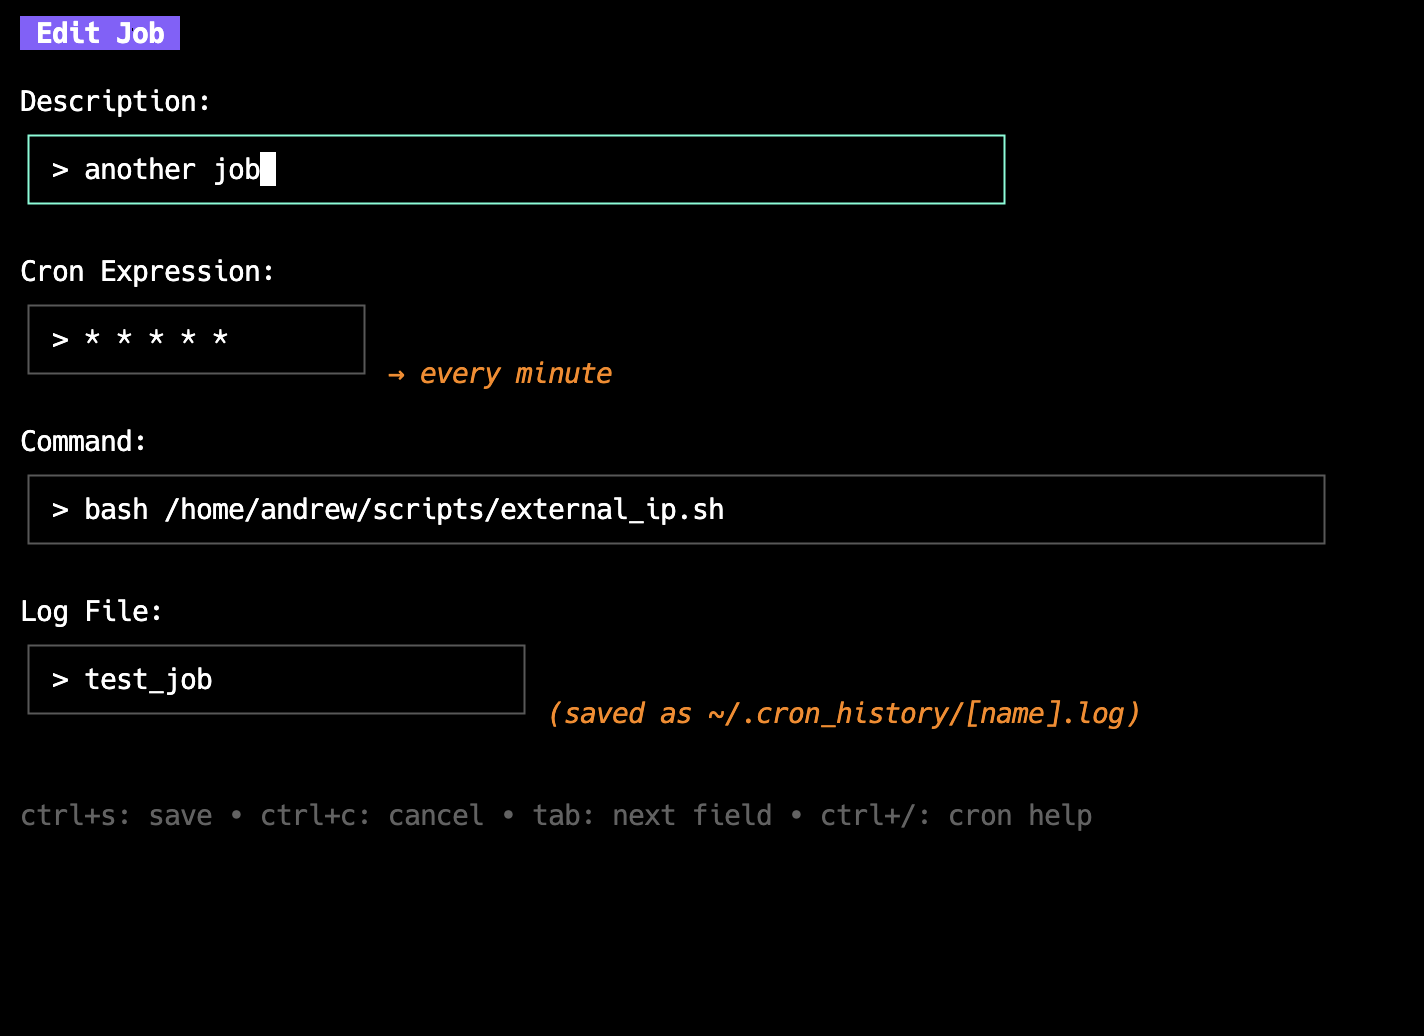 Edit Job
Description:
> another job
Cron Expression:
> * * * * *
→ every minute
Command:
> bash /home/andrew/scripts/external_ip.sh
Log File:
> test_job
(saved as ~/.cron_history/[name].log)
ctrl+s: save • ctrl+c: cancel • tab: next field • ctrl+/: cron help